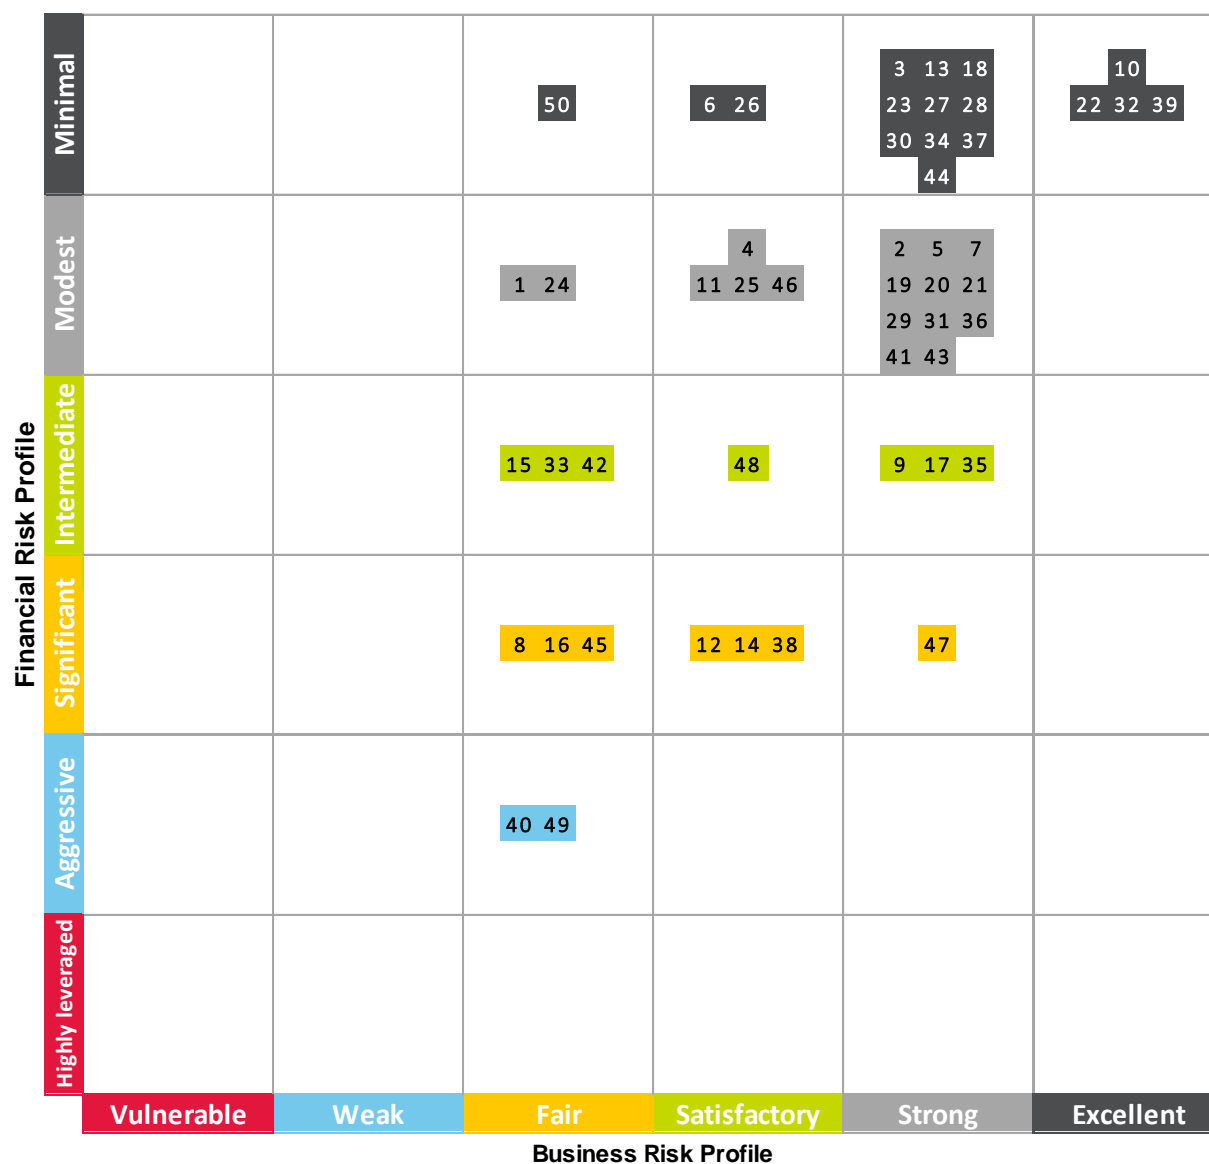 Financial Risk Profile
Minimal
50
6 26
3 13 18
23 27 28
30 34 37
44
10
22 32 39
Modest
1 24
4
11 25 46
2 5 7
19 20 21
29 31 36
41 43
Intermediate
15 33 42
48
9 17 35
Significant
8 16 45
12 14 38
47
Aggressive
40 49
Highly leveraged
Vulnerable Weak Fair Satisfactory Strong Excellent
Business Risk Profile